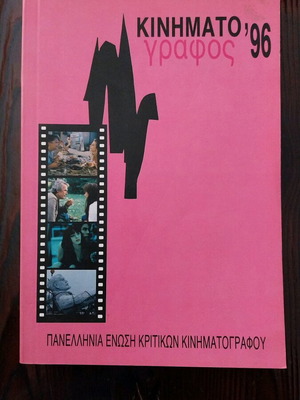 ΚΙΝΗΜΑΤΟ
γραφος '96
ΠΑΝΕΛΛΗΝΙΑ ΕΝΩΣΗ ΚΡΙΤΙΚΩΝ ΚΙΝΗΜΑΤΟΓΡΑΦΟΥ